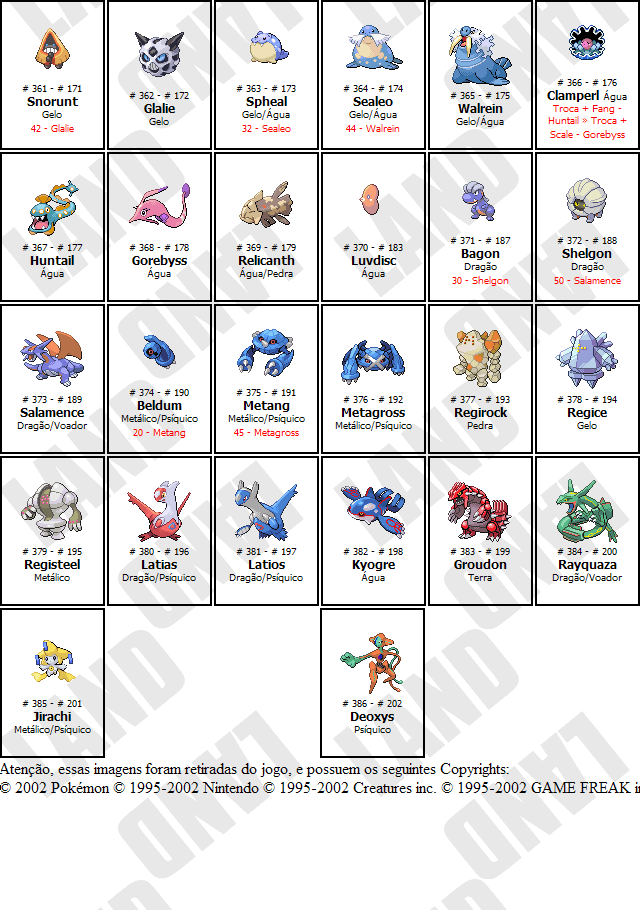 # 361 - # 171
Snorunt
Gelo
42 - Glalie
# 362 - # 172
Glalie
Gelo
# 363 - # 173
Spheal
Gelo/Água
32 - Sealeo
# 364 - # 174
Sealeo
Gelo/Água
44 - Walrein
# 365 - # 175
Walrein
Gelo/Água
# 366 - # 176
Clamperl Água
Troca + Fang -
Huntail » Troca +
Scale - Gorebyss
# 367 - # 177
Huntail
Água
# 368 - # 178
Gorebyss
Água
# 369 - # 179
Relicanth
Água/Pedra
# 370 - # 183
Luvdisc
Água
# 371 - # 187
Bagon
Dragão
30 - Shelgon
# 372 - # 188
Shelgon
Dragão
50 - Salamence
# 373 - # 189
Salamence
Dragão/Voador
# 374 - # 190
Beldum
Metálico/Psíquico
20 - Metang
# 375 - # 191
Metang
Metálico/Psíquico
45 - Metagross
# 376 - # 192
Metagross
Metálico/Psíquico
# 377 - # 193
Regirock
Pedra
# 378 - # 194
Regice
Gelo
# 379 - # 195
Registeel
Metálico
# 380 - # 196
Latias
Dragão/Psíquico
# 381 - # 197
Latios
Dragão/Psíquico
# 382 - # 198
Kyogre
Água
# 383 - # 199
Groudon
Terra
# 384 - # 200
Rayquaza
Dragão/Voador
# 385 - # 201
Jirachi
Metálico/Psíquico
# 386 - # 202
Deoxys
Psíquico
Atenção, essas imagens foram retiradas do jogo, e possuem os seguintes Copyrights:
© 2002 Pokémon © 1995-2002 Nintendo © 1995-2002 Creatures inc. © 1995-2002 GAME FREAK in
LAND